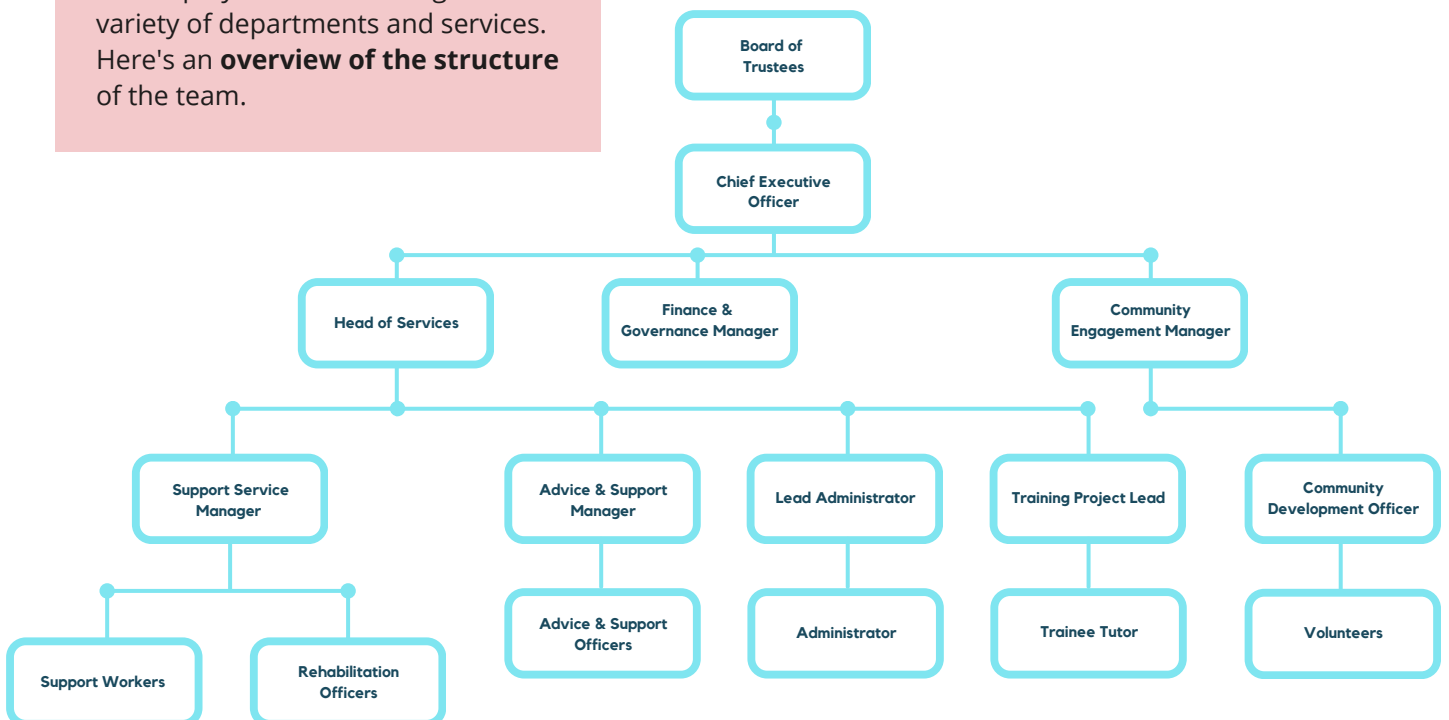 variety of departments and services.
Here's an overview of the structure
of the team.
Board of
Trustees
Chief Executive
Officer
Head of Services
Finance &
Governance Manager
Community
Engagement Manager
Support Service
Manager
Advice & Support
Manager
Lead Administrator
Training Project Lead
Community
Development Officer
Advice & Support
Officers
Administrator
Trainee Tutor
Volunteers
Support Workers
Rehabilitation
Officers